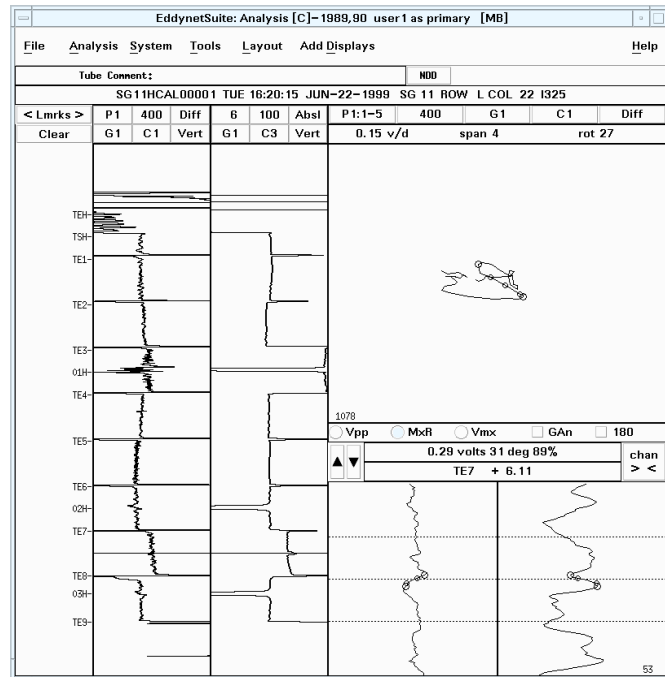 EddynetSuite: Analysis [C]-1989,90 user1 as primary [MB]
File Analysis System Tools Layout Add Displays Help
Tube Comment: NDD
SG11HCAL00001 TUE 16:20:15 JUN-22-1999 SG 11 ROW L COL 22 I325
< Lmrks > P1 400 Diff 6 100 Absl P1:1-5 400 G1 C1 Diff
Clear G1 C1 Vert G1 C3 Vert 0.15 v/d span 4 rot 27
TEH
TSH
TE1
TE2
TE3
01H
TE4
TE5
TE6
02H
TE7
TE8
03H
TE9
1078
Vpp MxR Vmx GAn 180
0.29 volts 31 deg 89% chan
TE7 + 6.11 > <
53